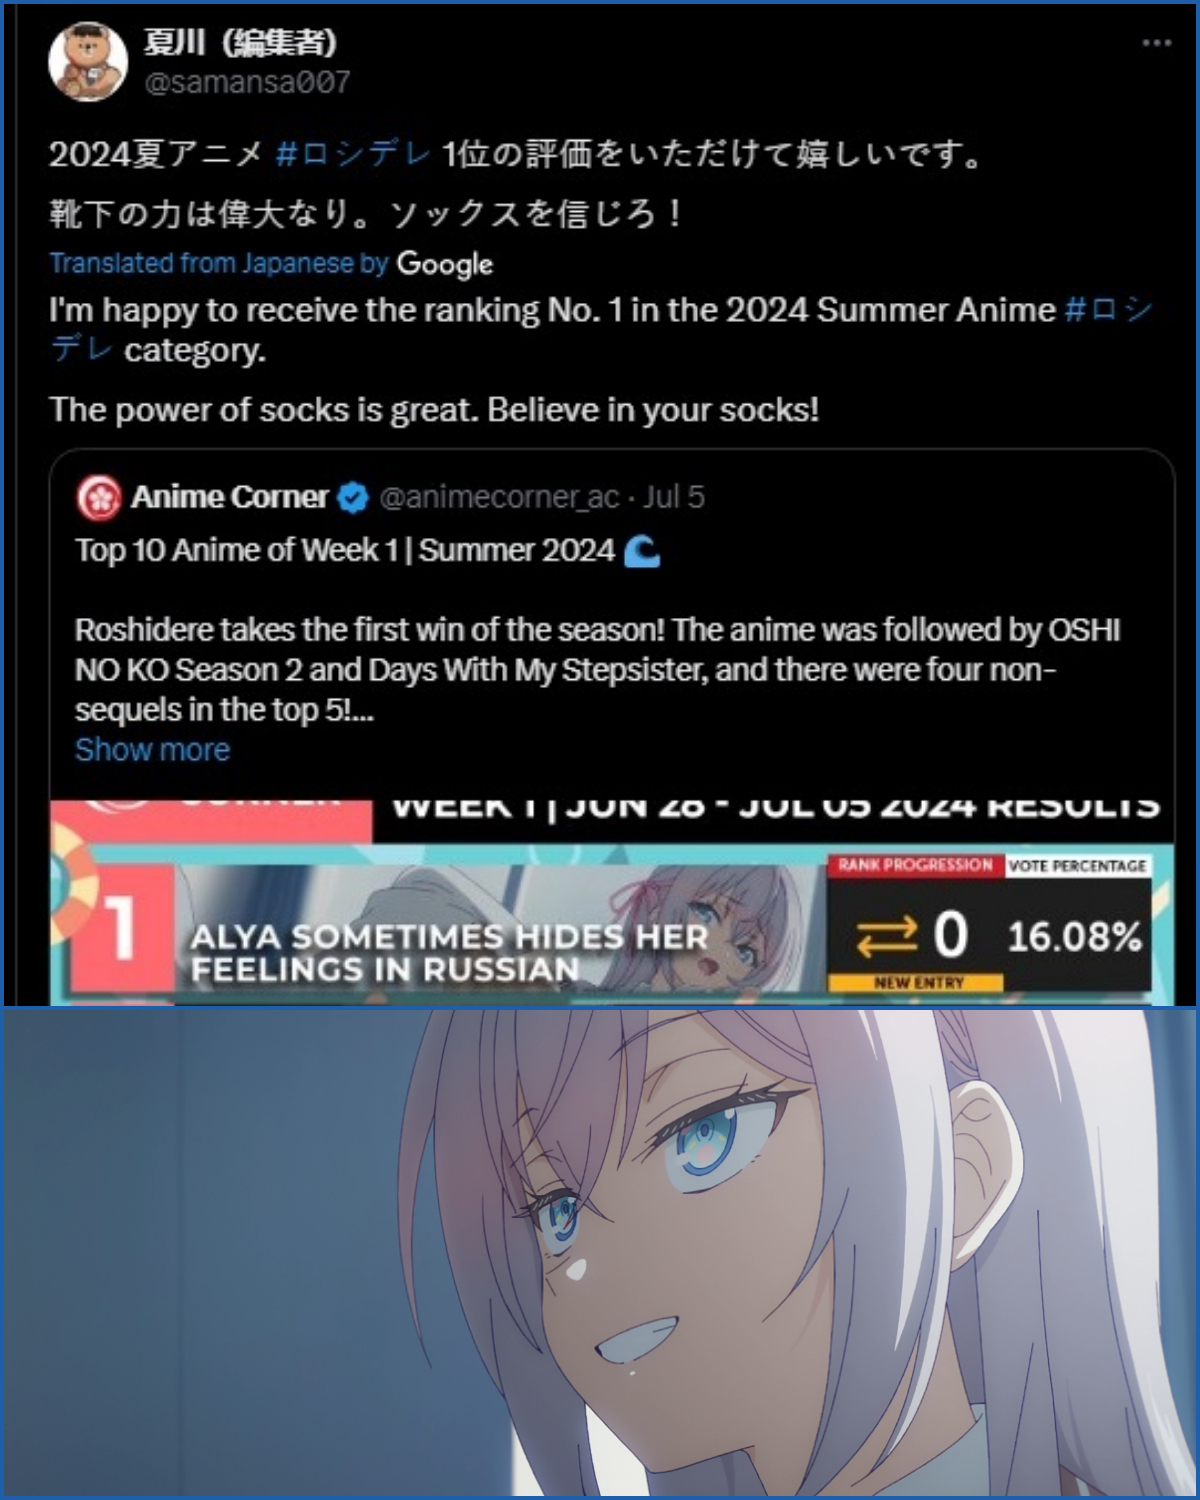 夏川（編集者）
@samansa007
2024夏アニメ #ロシデレ 1位の評価をいただけて嬉しいです。
靴下の力は偉大なり。ソックスを信じろ！
Translated from Japanese by Google
I'm happy to receive the ranking No. 1 in the 2024 Summer Anime #ロシ
デレ category.
The power of socks is great. Believe in your socks!
Anime Corner @animecorner_ac · Jul 5
Top 10 Anime of Week 1 | Summer 2024 🌊
Roshidere takes the first win of the season! The anime was followed by OSHI
NO KO Season 2 and Days With My Stepsister, and there were four non-
sequels in the top 5!...
Show more
CORNER WEEK 1 | JUN 28 - JUL 05 2024 RESULTS
RANK PROGRESSION VOTE PERCENTAGE
1 ALYA SOMETIMES HIDES HER
FEELINGS IN RUSSIAN
0 16.08%
NEW ENTRY